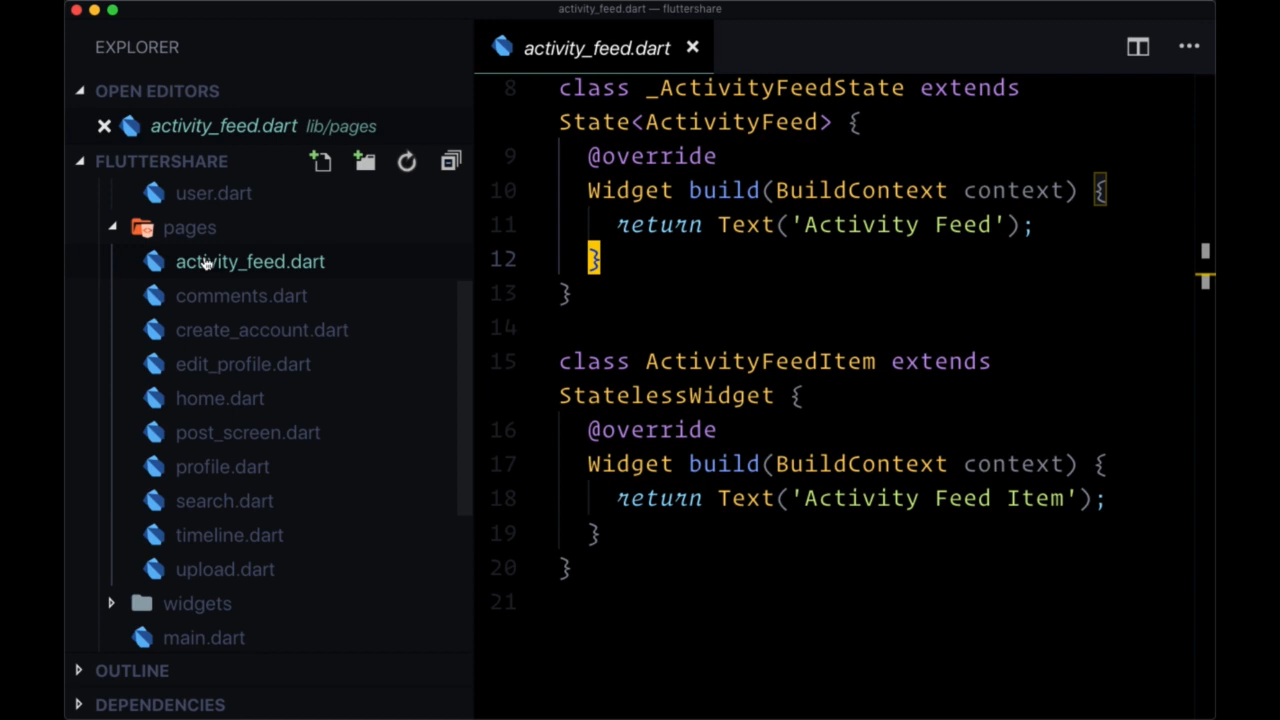 activity_feed.dart — fluttershare
EXPLORER
OPEN EDITORS
activity_feed.dart lib/pages
FLUTTERSHARE
user.dart
pages
activity_feed.dart
comments.dart
create_account.dart
edit_profile.dart
home.dart
post_screen.dart
profile.dart
search.dart
timeline.dart
upload.dart
widgets
main.dart
OUTLINE
DEPENDENCIES
activity_feed.dart
8 class _ActivityFeedState extends
State<ActivityFeed> {
9 @override
10 Widget build(BuildContext context) {
11 return Text('Activity Feed');
12 }
13 }
14
15 class ActivityFeedItem extends
StatelessWidget {
16 @override
17 Widget build(BuildContext context) {
18 return Text('Activity Feed Item');
19 }
20 }
21